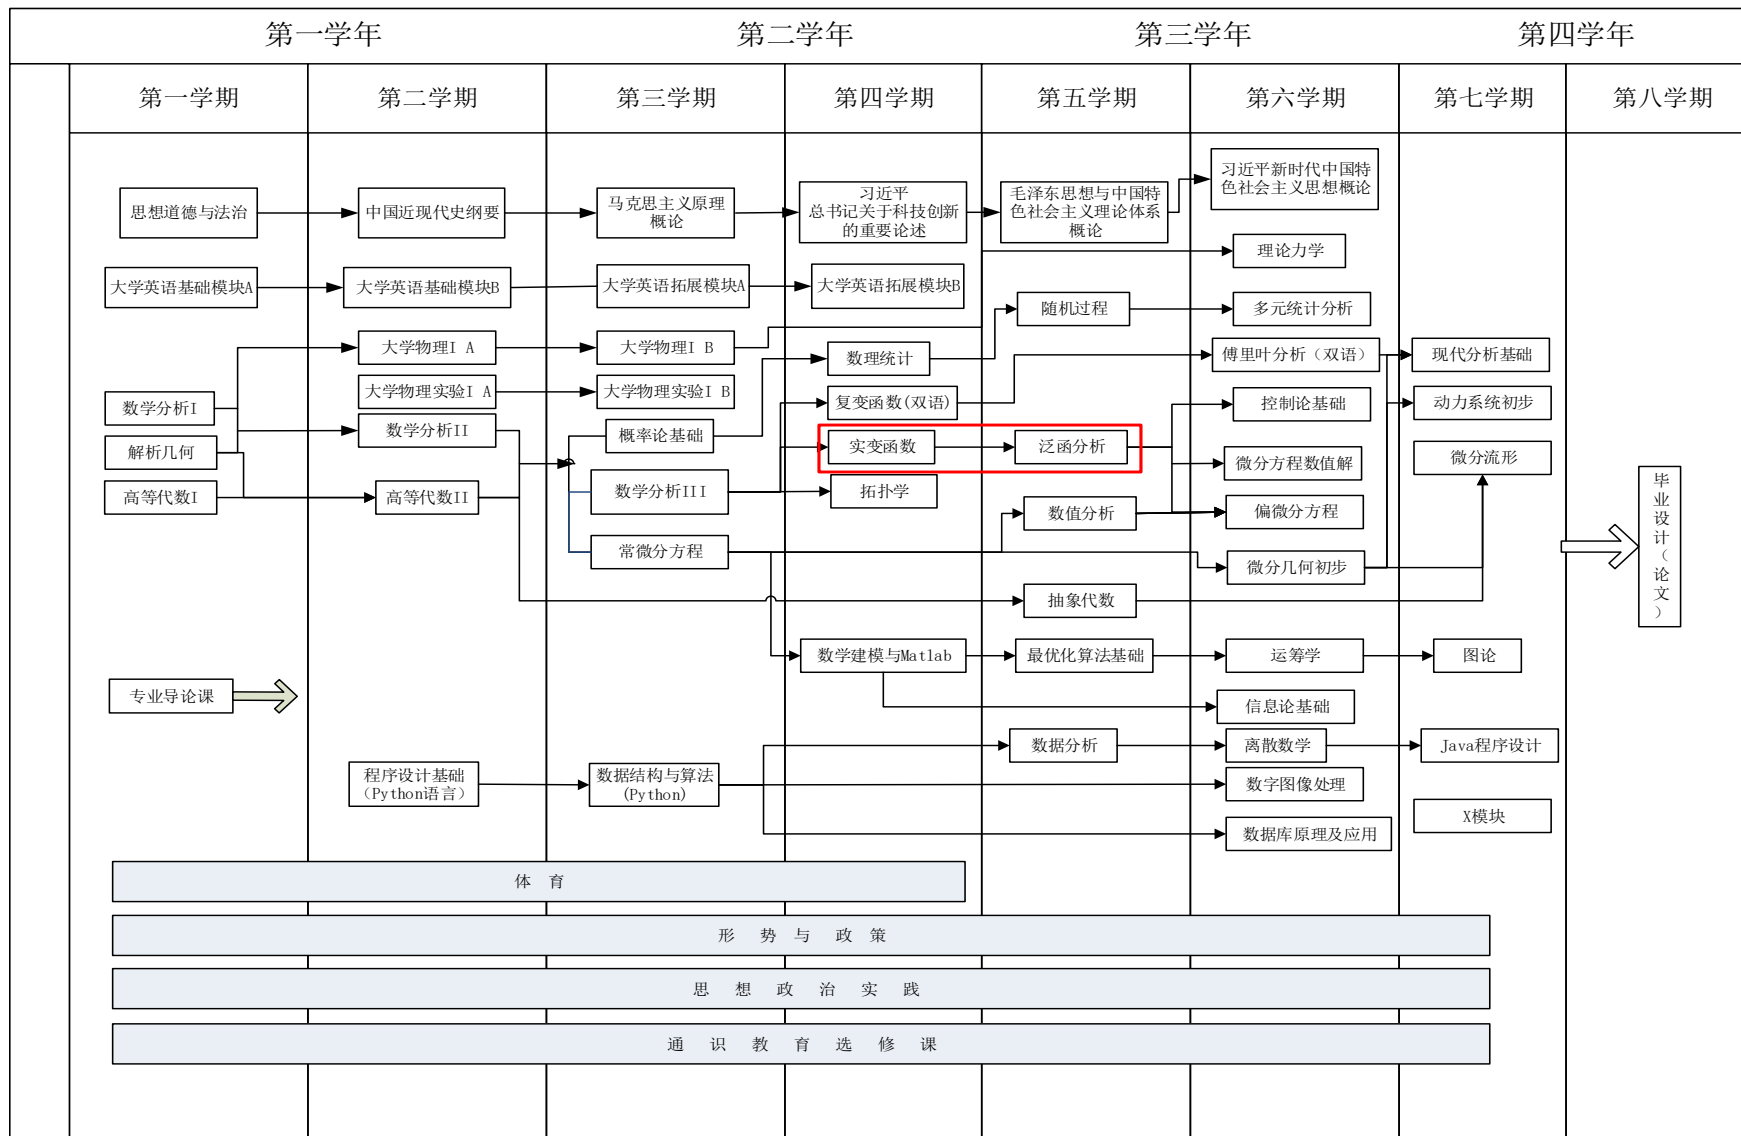 第一学年
第二学年
第三学年
第四学年
第一学期
第二学期
第三学期
第四学期
第五学期
第六学期
第七学期
第八学期
思想道德与法治
中国近现代史纲要
马克思主义原理
概论
习近平
总书记关于科技创新
的重要论述
毛泽东思想与中国特
色社会主义理论体系
概论
习近平新时代中国特
色社会主义思想概论
理论力学
大学英语基础模块A
大学英语基础模块B
大学英语拓展模块A
大学英语拓展模块B
随机过程
多元统计分析
大学物理I A
大学物理I B
数理统计
傅里叶分析（双语）
现代分析基础
大学物理实验I A
大学物理实验I B
数学分析I
复变函数(双语)
控制论基础
动力系统初步
数学分析II
概率论基础
解析几何
实变函数
泛函分析
微分方程数值解
微分流形
高等代数I
高等代数II
数学分析III
拓扑学
数值分析
偏微分方程
常微分方程
微分几何初步
抽象代数
毕
业
设
计
（
论
文
）
数学建模与Matlab
最优化算法基础
运筹学
图论
专业导论课
信息论基础
数据分析
离散数学
Java程序设计
程序设计基础
（Python语言）
数据结构与算法
(Python)
数字图像处理
X模块
数据库原理及应用
体 育
形 势 与 政 策
思 想 政 治 实 践
通 识 教 育 选 修 课